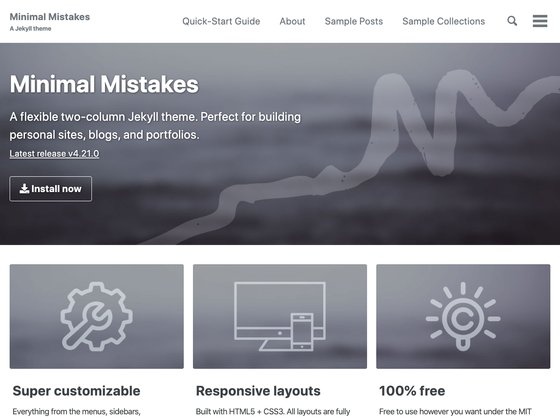 Minimal Mistakes
A Jekyll theme
Quick-Start Guide
About
Sample Posts
Sample Collections
Minimal Mistakes
A flexible two-column Jekyll theme. Perfect for building
personal sites, blogs, and portfolios.
Latest release v4.21.0
Install now
Super customizable
Everything from the menus, sidebars,
Responsive layouts
Built with HTML5 + CSS3. All layouts are fully
100% free
Free to use however you want under the MIT